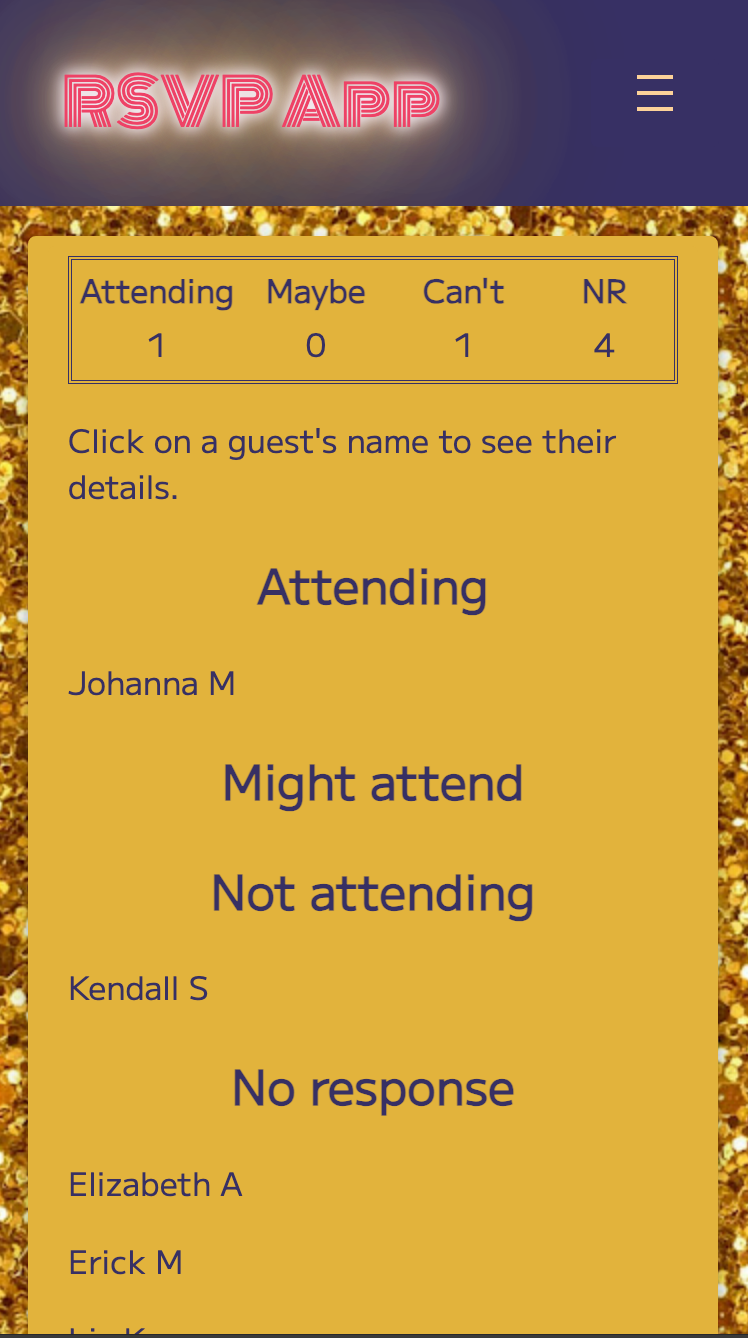 RSVP App
Attending Maybe Can't NR
1 0 1 4
Click on a guest's name to see their
details.
Attending
Johanna M
Might attend
Not attending
Kendall S
No response
Elizabeth A
Erick M